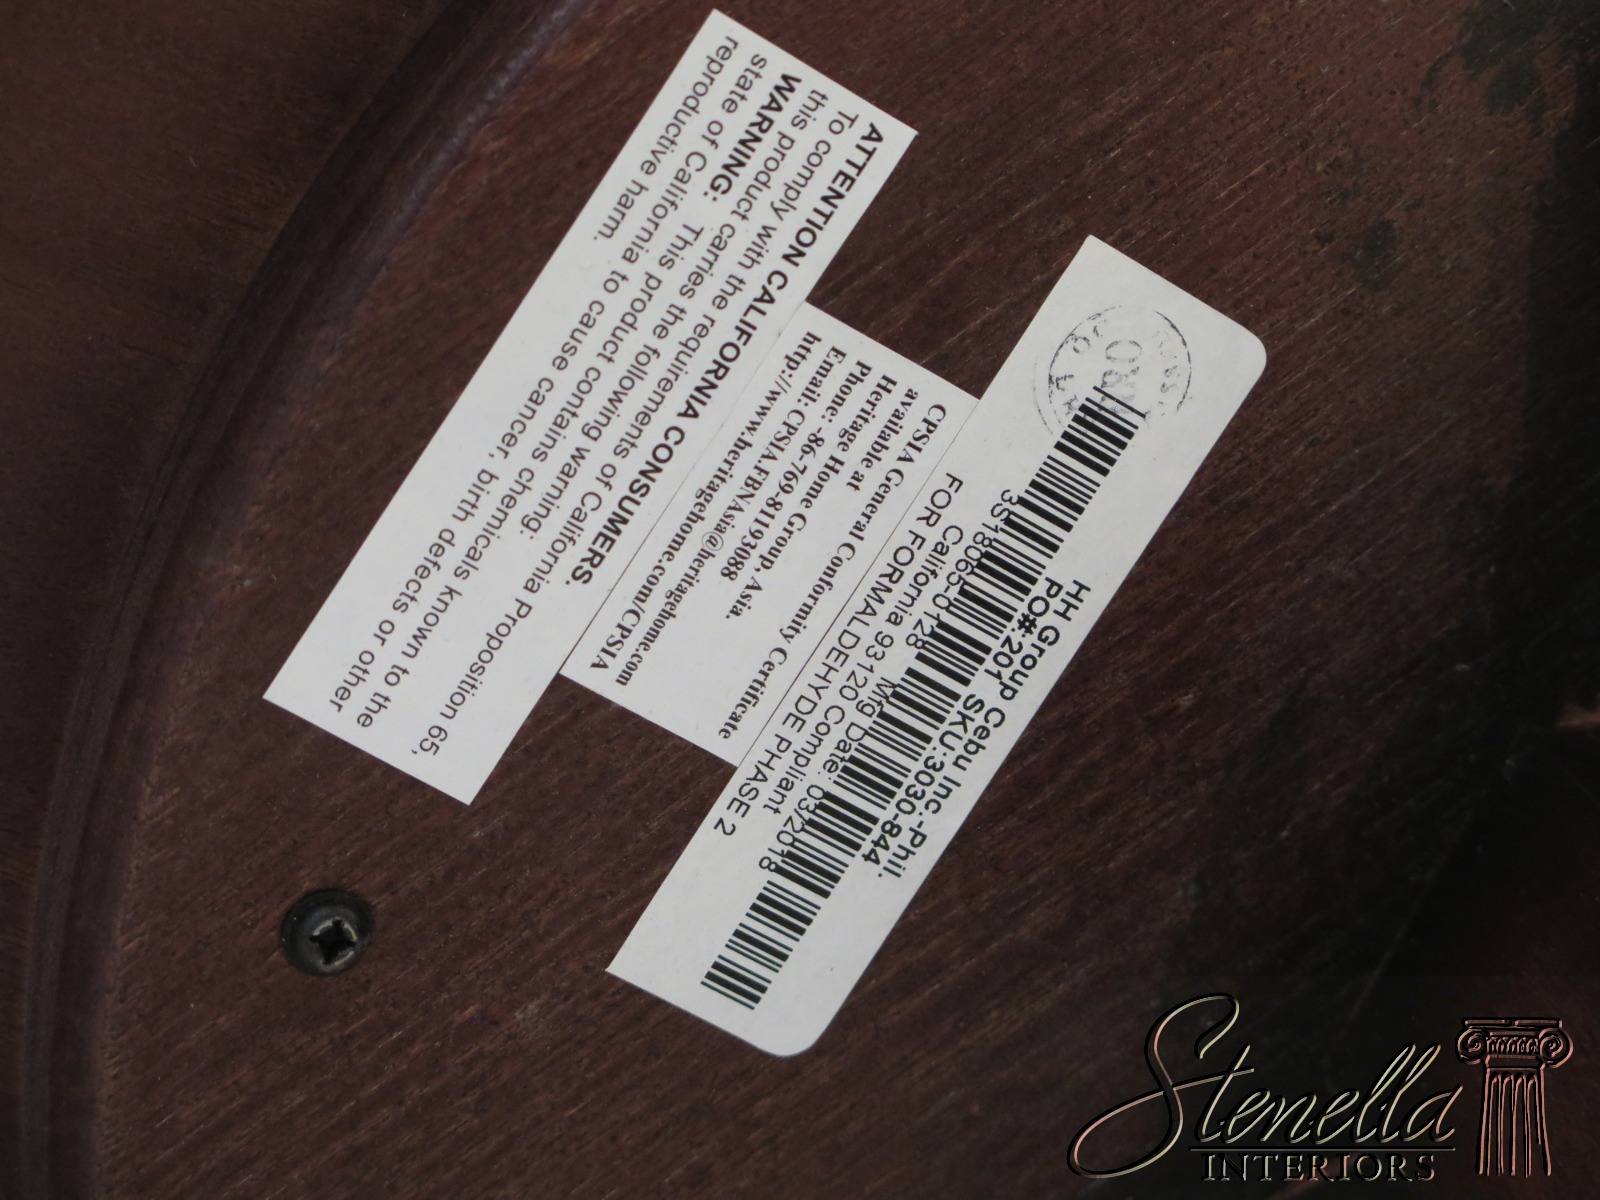 ATTENTION CALIFORNIA CONSUMERS.
To comply with the requirements of California Proposition 65,
this product carries the following warning:
WARNING: This product contains chemicals known to the
state of California to cause cancer, birth defects or other
reproductive harm.
CPSIA General Conformity Certificate
available at
Heritage Home Group, Asia.
Phone: -86-769-81193088
Email: CPSIA.FBNAsia@heritagehome.com
http://www.heritagehome.com/CPSIA
HH Group Cebu Inc.-Phil.
PO#:201 SKU:3030-844
3S18065-0128 Mfg Date: 03/2018
California 93120 Compliant
FOR FORMALDEHYDE PHASE 2
Stenella
INTERIORS